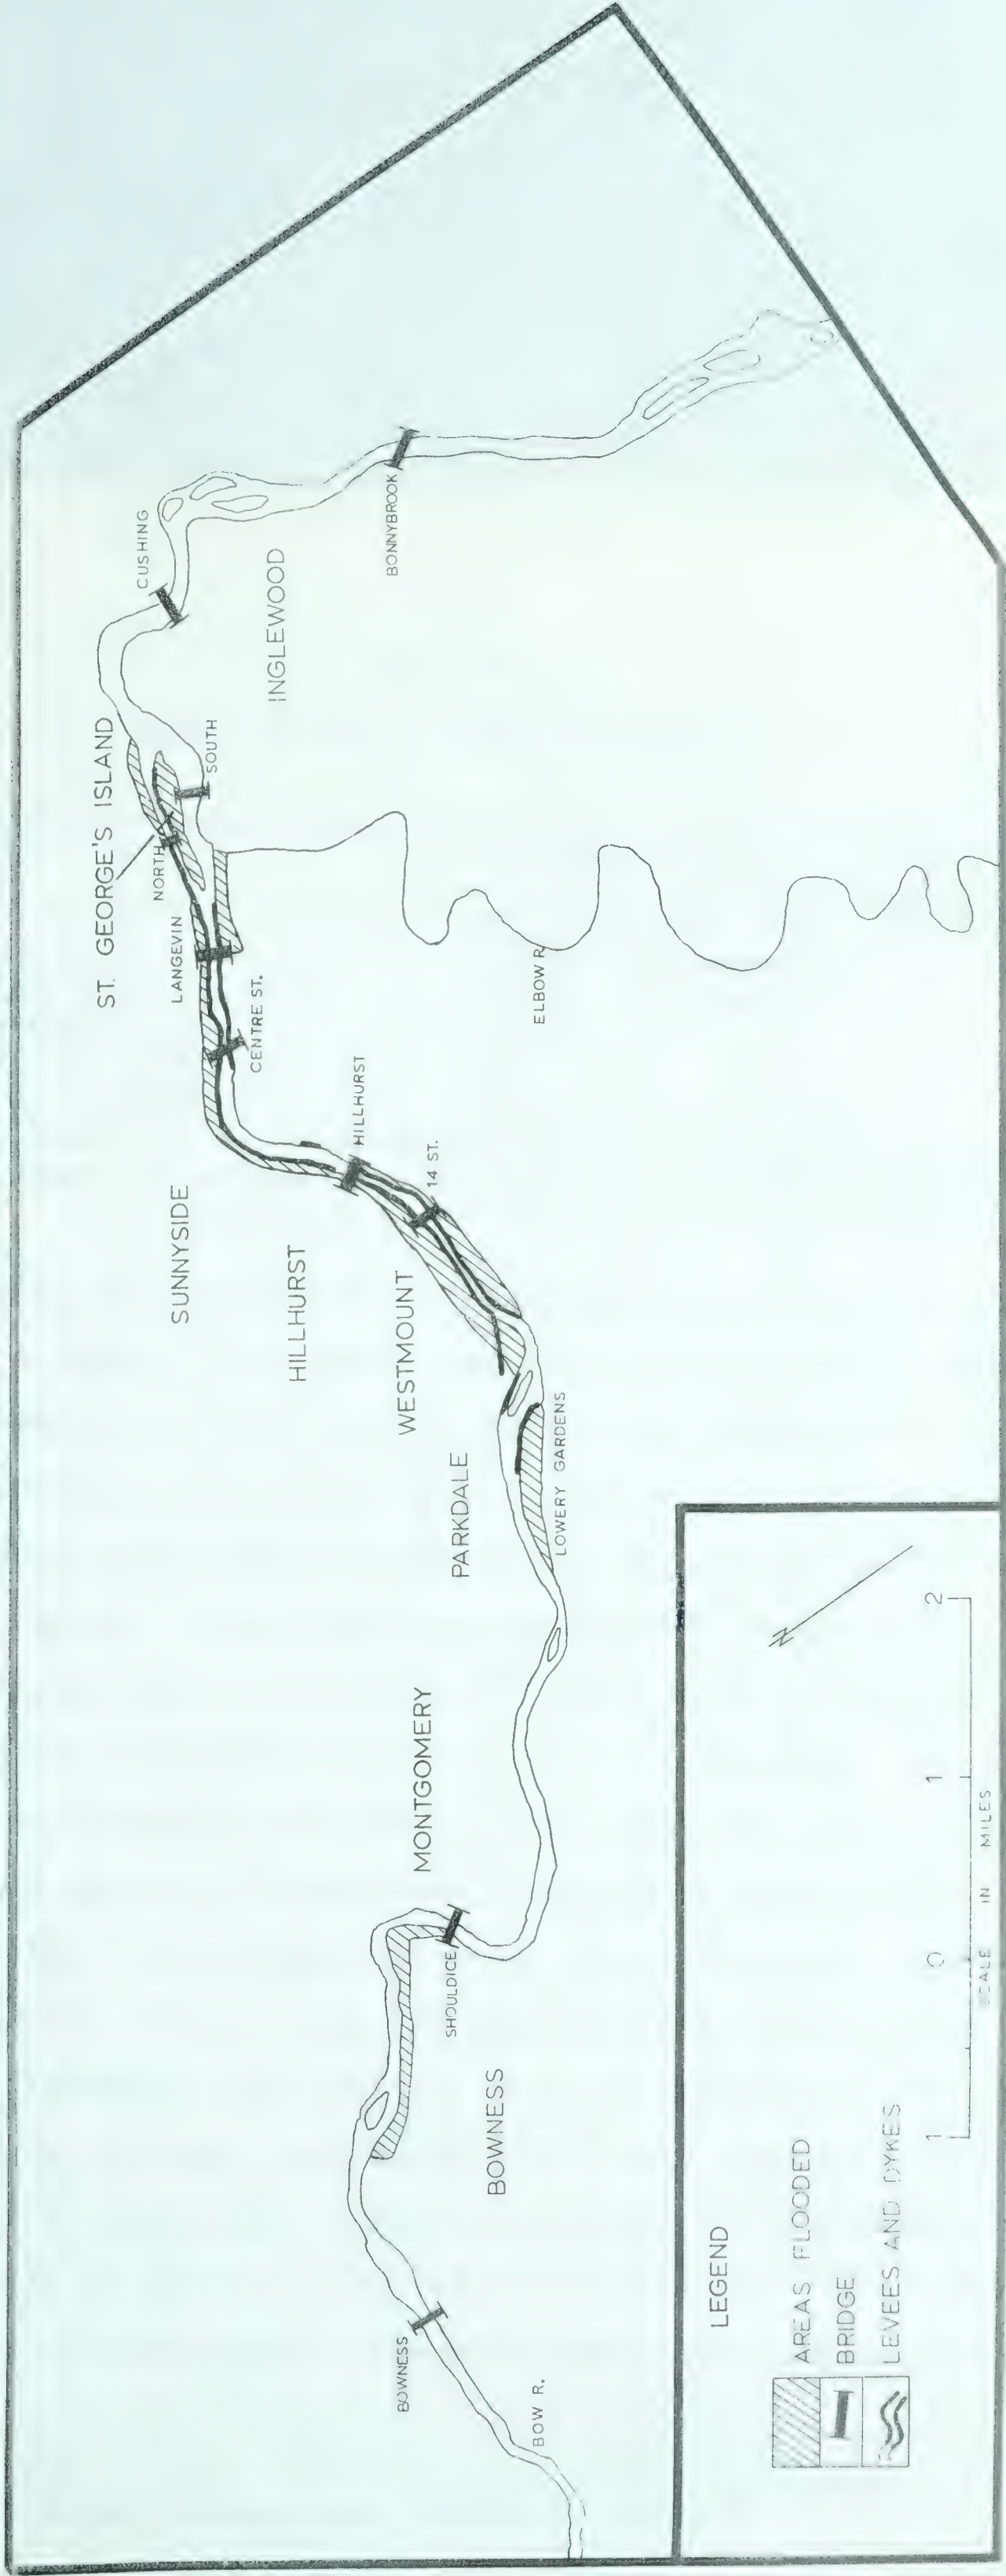 ST. GEORGE'S ISLAND
CUSHING
NORTH
SOUTH
LANGEVIN
CENTRE ST.
INGLEWOOD
BONNYBROOK
SUNNYSIDE
HILLHURST
HILLHURST
14 ST.
WESTMOUNT
ELBOW R.
PARKDALE
LOWERY GARDENS
MONTGOMERY
SHOULDICE
BOWNESS
BOWNESS
BOW R.
LEGEND
AREAS FLOODED
BRIDGE
LEVEES AND DYKES
N
1 0 1 2
SCALE IN MILES